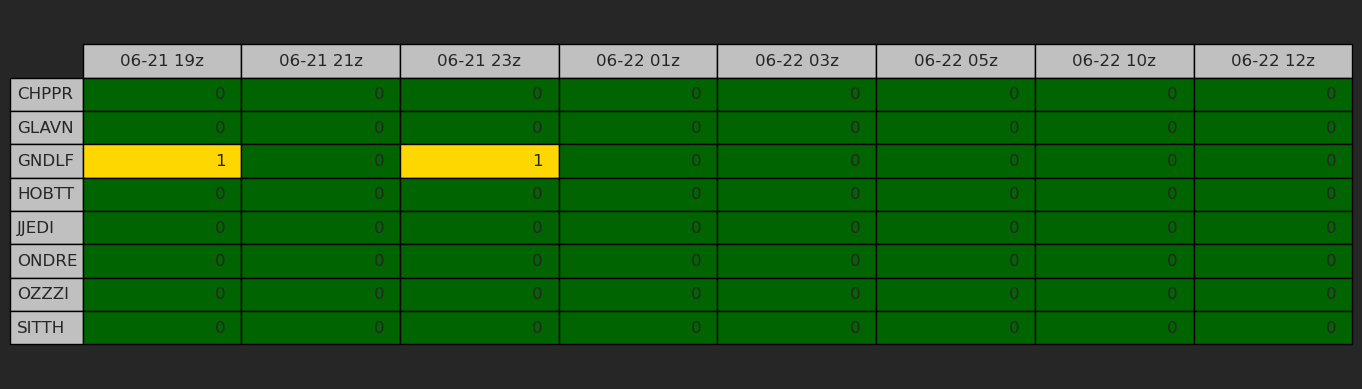 06-21 19z 06-21 21z 06-21 23z 06-22 01z 06-22 03z 06-22 05z 06-22 10z 06-22 12z
CHPPR 0 0 0 0 0 0 0 0
GLAVN 0 0 0 0 0 0 0 0
GNDLF 1 0 1 0 0 0 0 0
HOBTT 0 0 0 0 0 0 0 0
JJEDI 0 0 0 0 0 0 0 0
ONDRE 0 0 0 0 0 0 0 0
OZZZI 0 0 0 0 0 0 0 0
SITTH 0 0 0 0 0 0 0 0